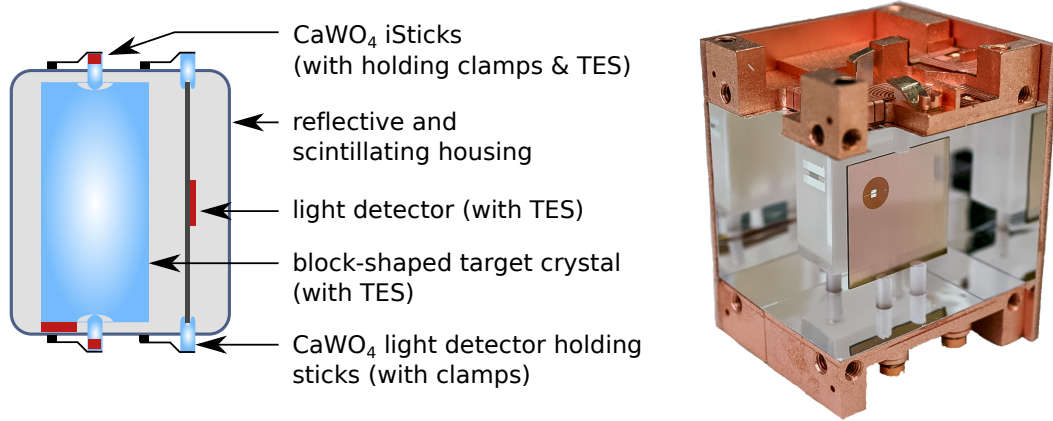 CaWO₄ iSticks
(with holding clamps & TES)
reflective and
scintillating housing
light detector (with TES)
block-shaped target crystal
(with TES)
CaWO₄ light detector holding
sticks (with clamps)